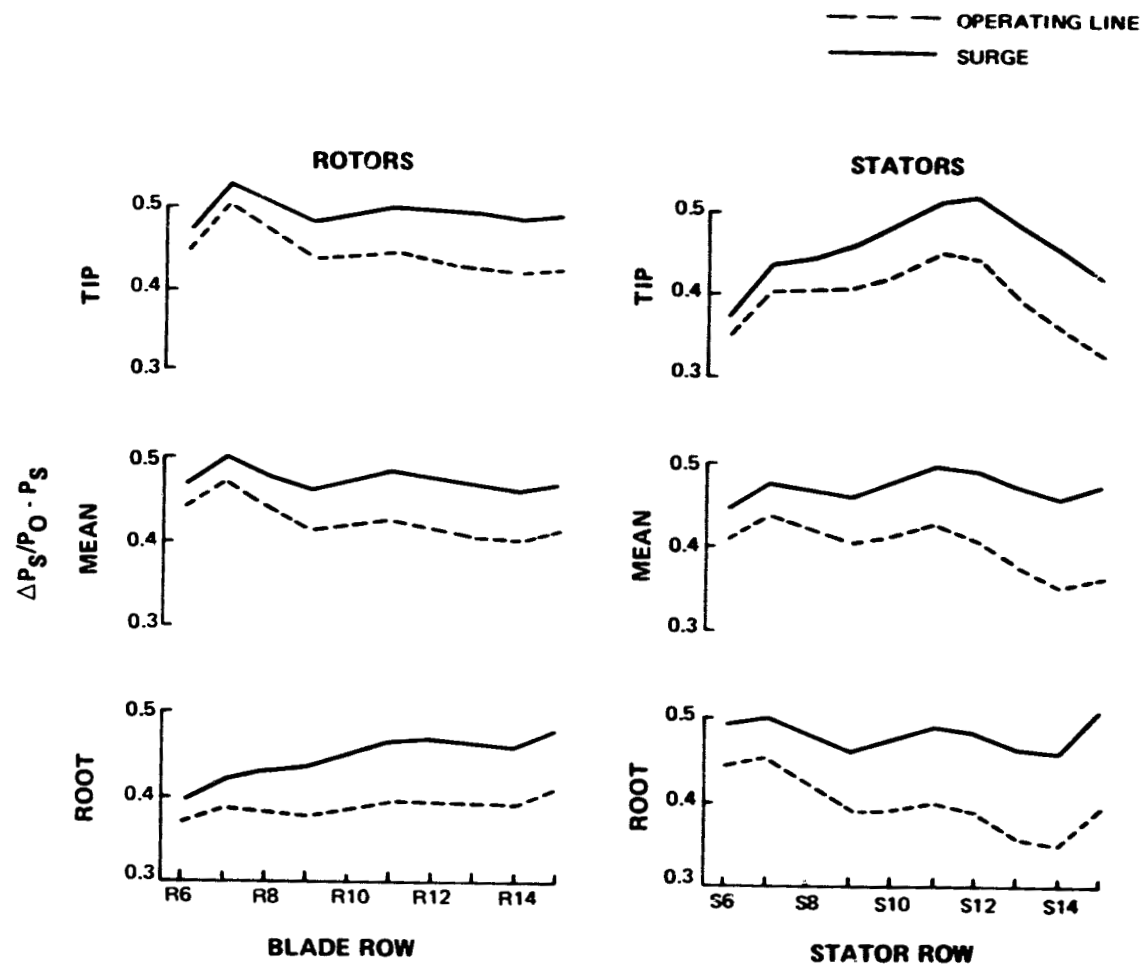 OPERATING LINE
SURGE
ROTORS
STATORS
TIP
0.5
0.4
0.3
TIP
0.5
0.4
0.3
ΔPS/PO - PS
MEAN
0.5
0.4
0.3
MEAN
0.5
0.4
0.3
ROOT
0.5
0.4
0.3
R6 R8 R10 R12 R14
BLADE ROW
ROOT
0.5
0.4
0.3
S6 S8 S10 S12 S14
STATOR ROW